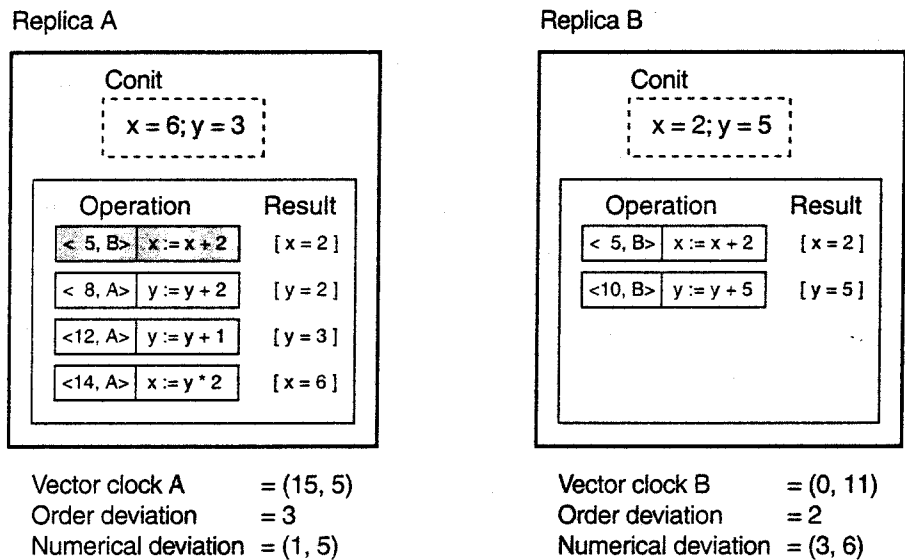 Replica A
Conit
x = 6; y = 3
Operation Result
< 5, B> x := x + 2 [ x = 2 ]
< 8, A> y := y + 2 [ y = 2 ]
<12, A> y := y + 1 [ y = 3 ]
<14, A> x := y * 2 [ x = 6 ]
Vector clock A = (15, 5)
Order deviation = 3
Numerical deviation = (1, 5)
Replica B
Conit
x = 2; y = 5
Operation Result
< 5, B> x := x + 2 [ x = 2 ]
<10, B> y := y + 5 [ y = 5 ]
Vector clock B = (0, 11)
Order deviation = 2
Numerical deviation = (3, 6)